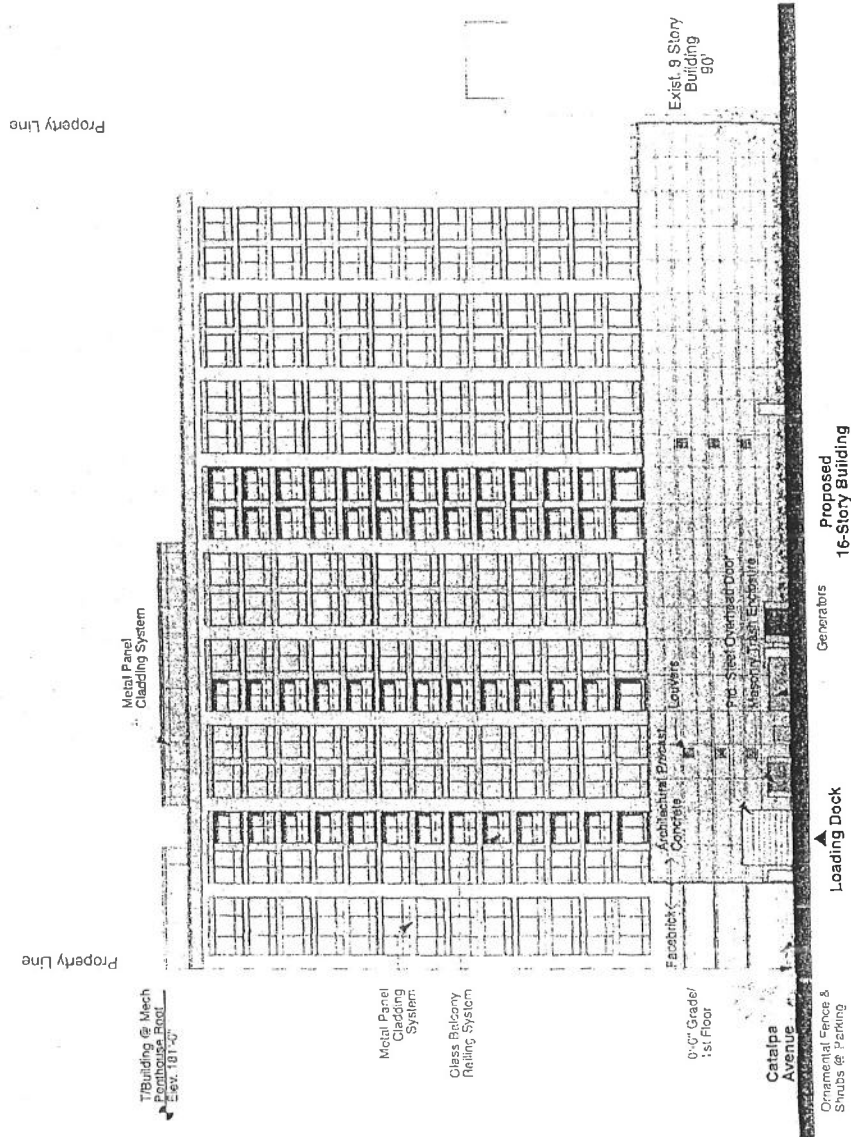 Property Line
Property Line
T/Building @ Mech
Penthouse Roof
Elev. 181'-0"
Metal Panel
Cladding System
Metal Panel
Cladding
System
Glass Balcony
Railing System
Exist. 9 Story
Building
90'
Facebrick
Architectural Precast
Concrete
Louvers
Ptd. Steel Overhead Door
Masonry Trash Enclosure
0'-0" Grade/
1st Floor
Catalpa
Avenue
Ornamental Fence &
Shrubs @ Parking
Loading Dock
Generators
Proposed
16-Story Building